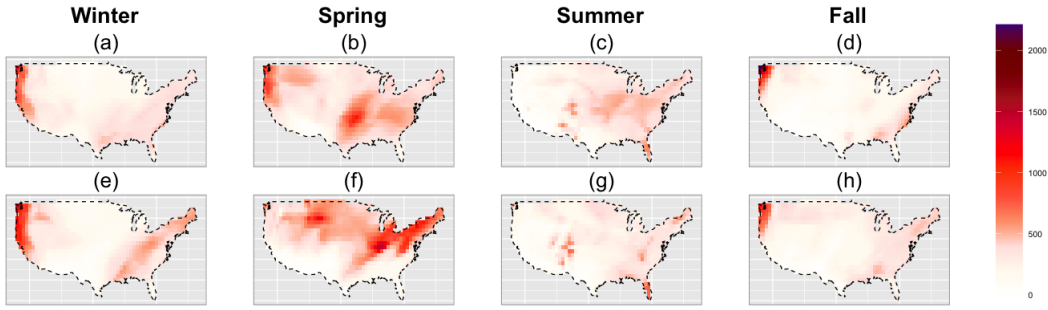 Winter Spring Summer Fall
(a) (b) (c) (d)
(e) (f) (g) (h)
2000
1500
1000
500
0